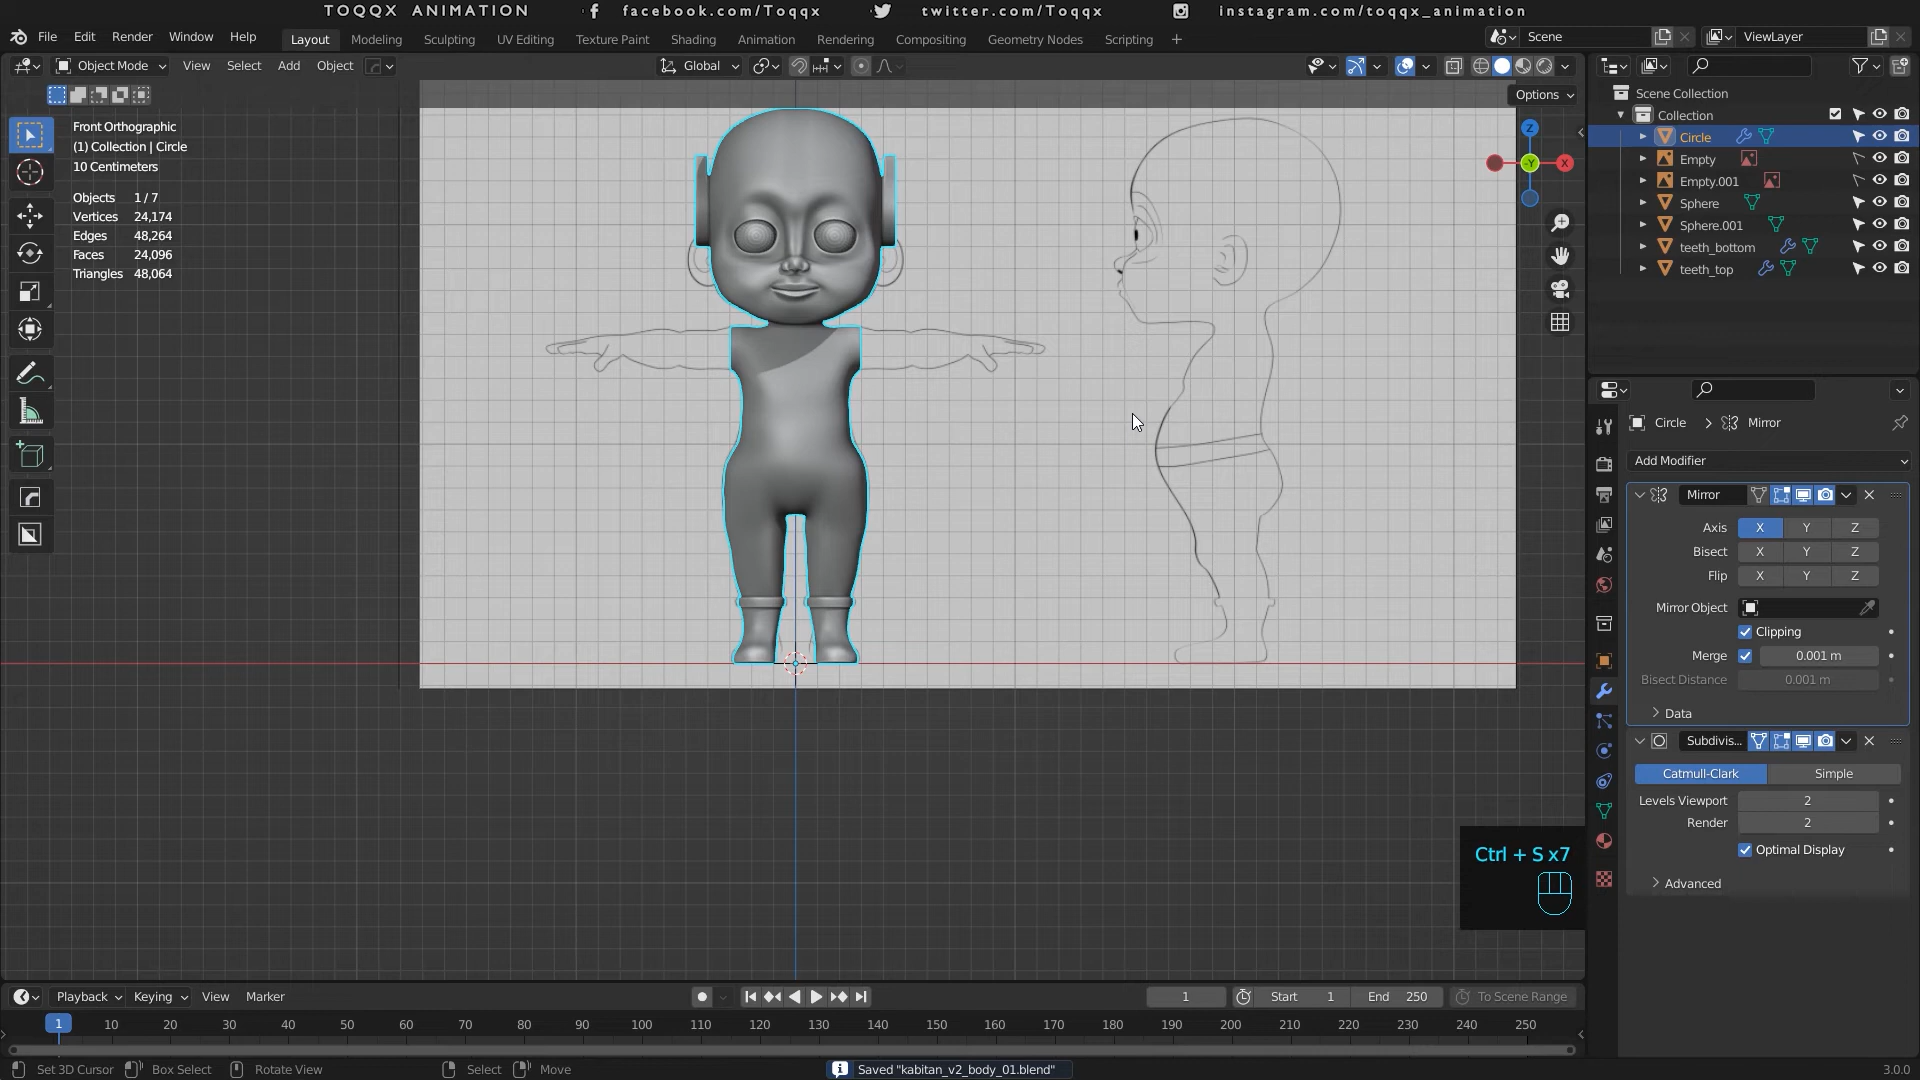 TOQQX ANIMATION facebook.com/Toqqx twitter.com/Toqqx instagram.com/toqqx_animation
File Edit Render Window Help Layout Modeling Sculpting UV Editing Texture Paint Shading Animation Rendering Compositing Geometry Nodes Scripting + Scene ViewLayer
Object Mode View Select Add Object Global
Options
Front Orthographic
(1) Collection | Circle
10 Centimeters
Objects 1 / 7
Vertices 24,174
Edges 48,264
Faces 24,096
Triangles 48,064
Z
-Y
X
Scene Collection
Collection
Circle
Empty
Empty.001
Sphere
Sphere.001
teeth_bottom
teeth_top
Circle > Mirror
Add Modifier
Mirror
Axis X Y Z
Bisect X Y Z
Flip X Y Z
Mirror Object
Clipping
Merge 0.001 m
Bisect Distance 0.001 m
Data
Subdivis...
Catmull-Clark Simple
Levels Viewport 2
Render 2
Optimal Display
Advanced
Ctrl + S x7
Playback Keying View Marker 1 Start 1 End 250 To Scene Range
1 10 20 30 40 50 60 70 80 90 100 110 120 130 140 150 160 170 180 190 200 210 220 230 240 250
Set 3D Cursor Box Select Rotate View Select Move Saved "kabitan_v2_body_01.blend" 3.0.0